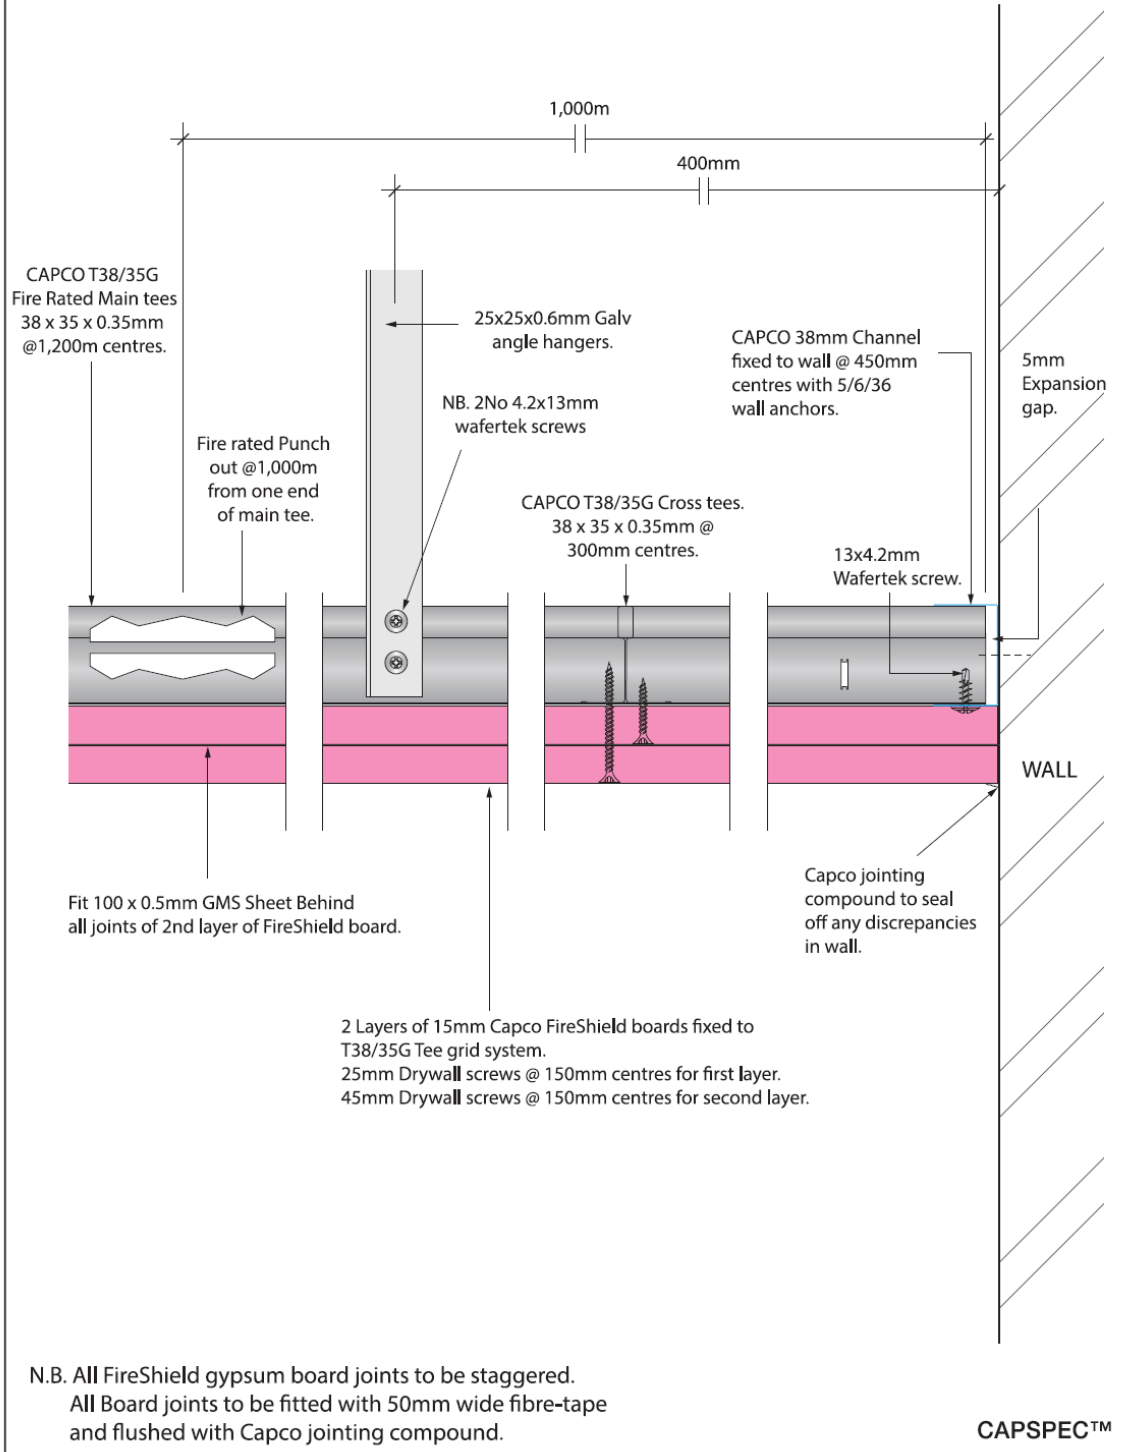 1,000m
400mm
CAPCO T38/35G
Fire Rated Main tees
38 x 35 x 0.35mm
@1,200m centres.
25x25x0.6mm Galv
angle hangers.
CAPCO 38mm Channel
fixed to wall @ 450mm
centres with 5/6/36
wall anchors.
5mm
Expansion
gap.
NB. 2No 4.2x13mm
wafertek screws
Fire rated Punch
out @1,000m
from one end
of main tee.
CAPCO T38/35G Cross tees.
38 x 35 x 0.35mm @
300mm centres.
13x4.2mm
Wafertek screw.
WALL
Fit 100 x 0.5mm GMS Sheet Behind
all joints of 2nd layer of FireShield board.
Capco jointing
compound to seal
off any discrepancies
in wall.
2 Layers of 15mm Capco FireShield boards fixed to
T38/35G Tee grid system.
25mm Drywall screws @ 150mm centres for first layer.
45mm Drywall screws @ 150mm centres for second layer.
N.B. All FireShield gypsum board joints to be staggered.
All Board joints to be fitted with 50mm wide fibre-tape
and flushed with Capco jointing compound.
CAPSPEC™